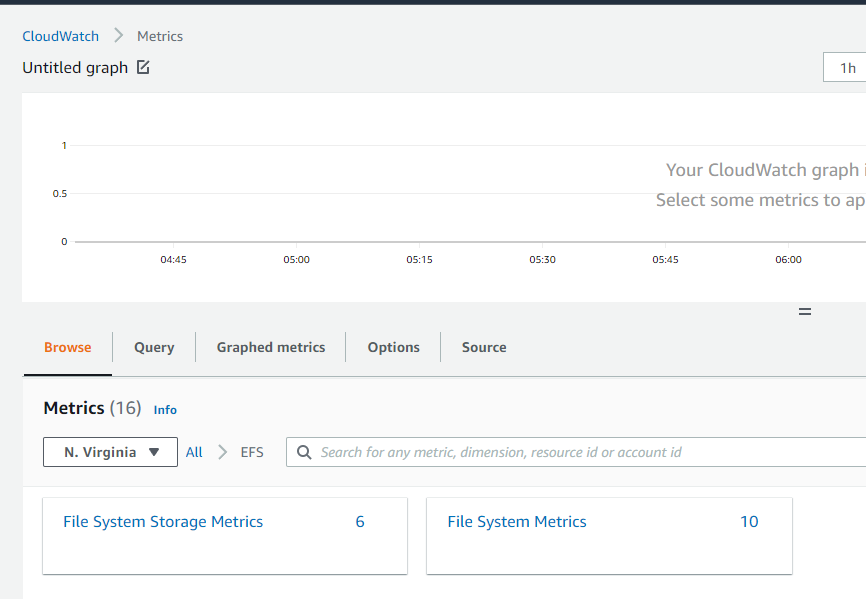 CloudWatch Metrics
Untitled graph
1h
1
Your CloudWatch graph i
0.5
Select some metrics to ap
0
04:45 05:00 05:15 05:30 05:45 06:00
Browse Query Graphed metrics Options Source
Metrics (16) Info
N. Virginia All EFS Search for any metric, dimension, resource id or account id
File System Storage Metrics 6 File System Metrics 10